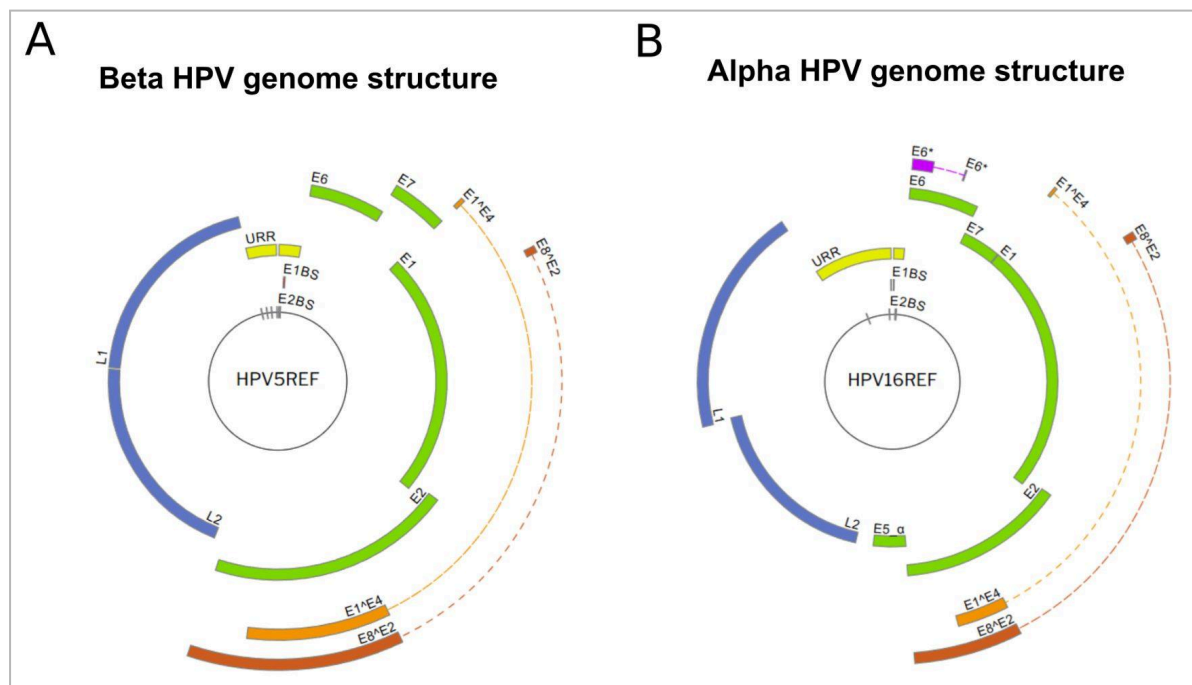 A
Beta HPV genome structure
E6
E7
E1^E4
E8^E2
URR
E1BS
E2BS
E1
HPV5REF
L1
L2
E2
E1^E4
E8^E2
B
Alpha HPV genome structure
E6*
E6*
E6
E7
E1
E1^E4
E8^E2
URR
E1BS
E2BS
HPV16REF
L1
L2
E5_α
E2
E1^E4
E8^E2